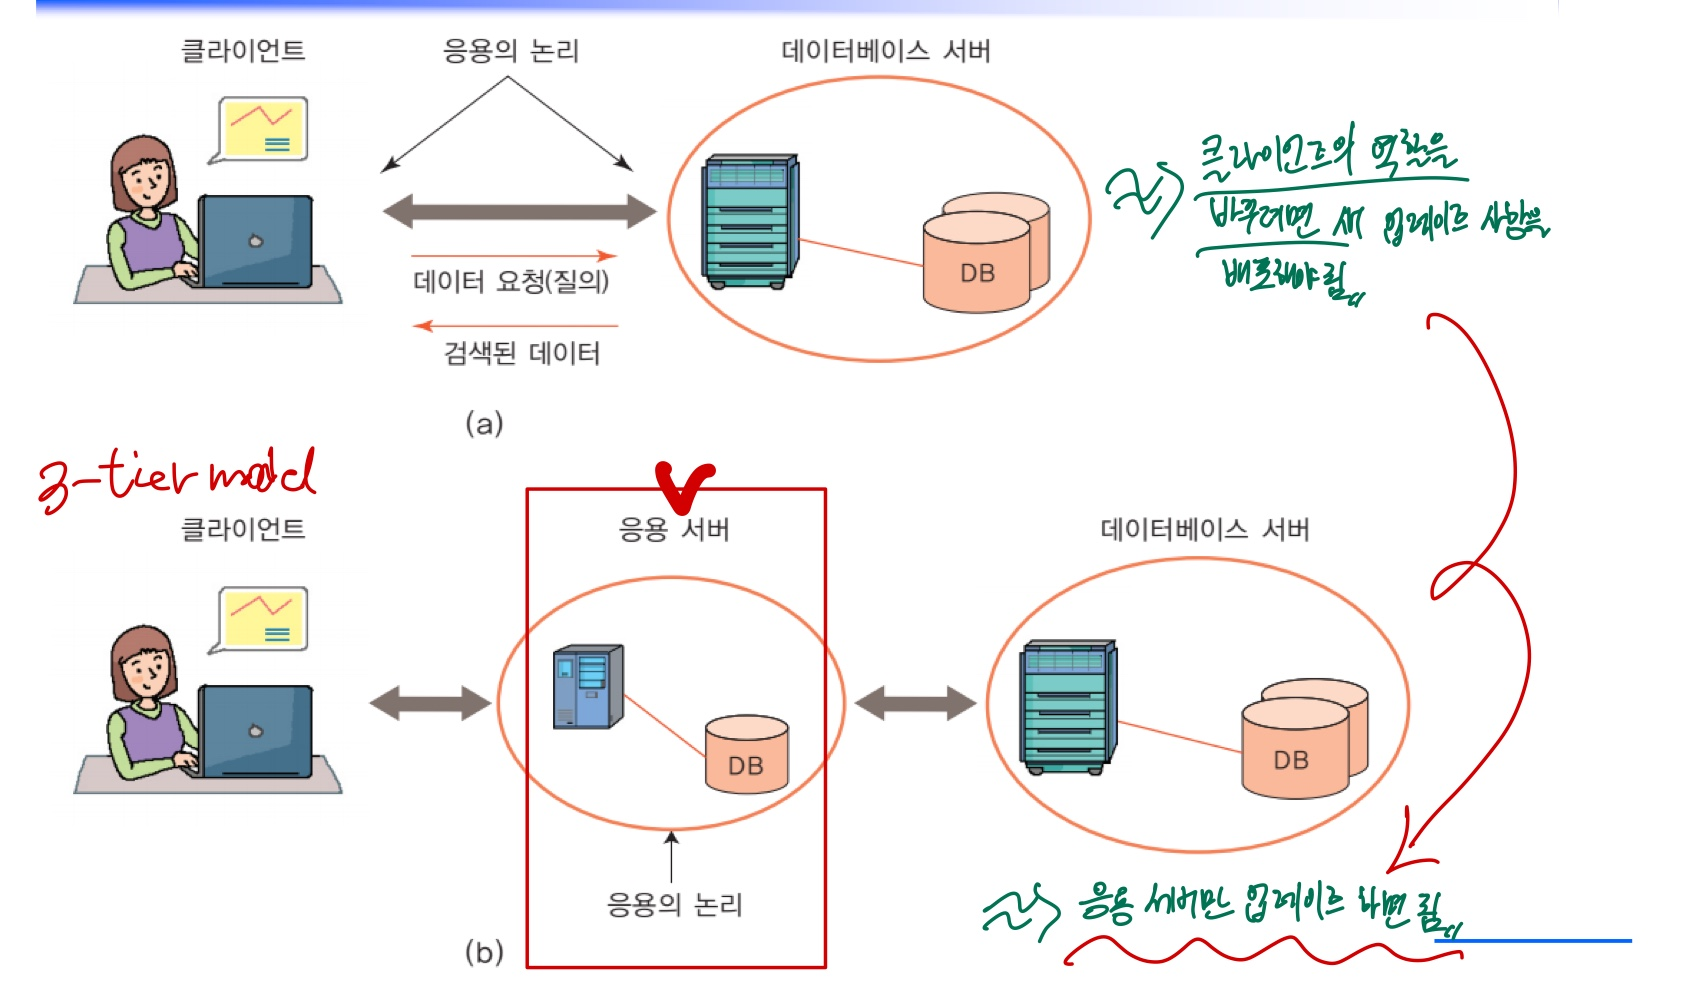 클라이언트
응용의 논리
데이터베이스 서버
데이터 요청(질의)
검색된 데이터
DB
클라이언트의 역할을
바꾸려면 새 업데이트 사항을
배포해야 됨
(a)
3-tier model
클라이언트
응용 서버
데이터베이스 서버
DB
DB
응용의 논리
응용 서버만 업데이트 하면 됨
(b)